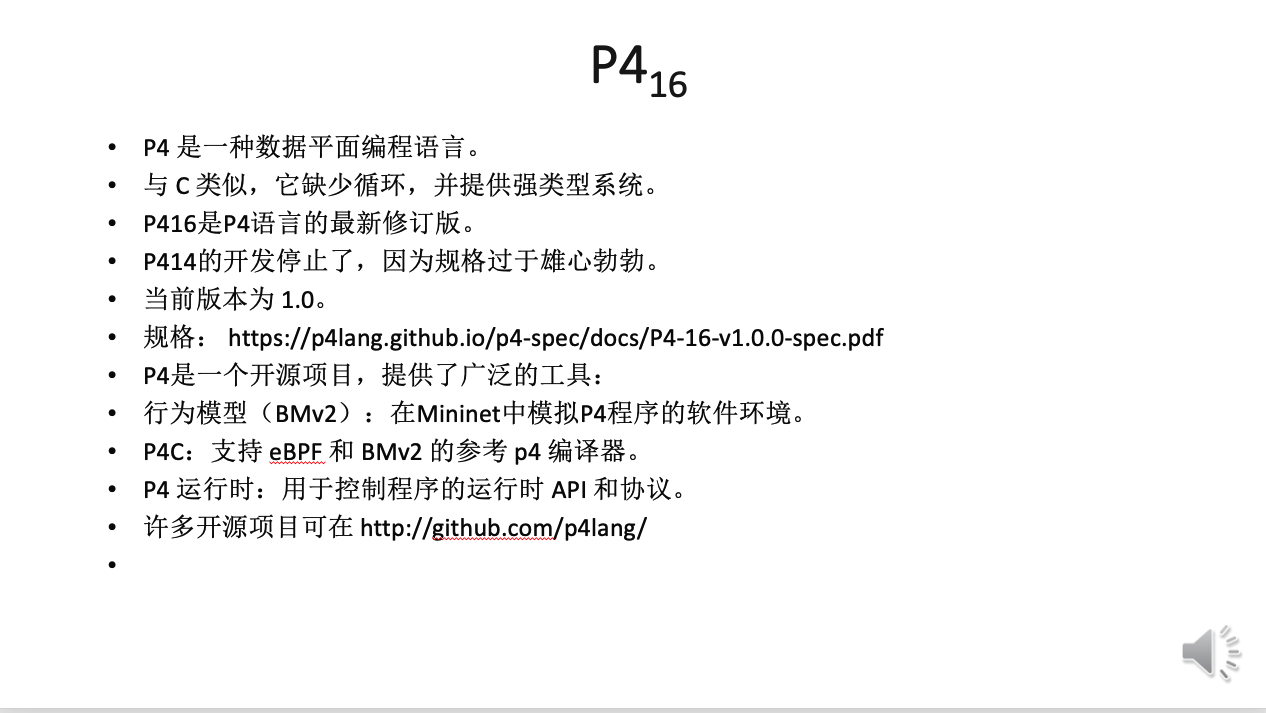 P4₁₆
• P4 是一种数据平面编程语言。
• 与 C 类似，它缺少循环，并提供强类型系统。
• P416是P4语言的最新修订版。
• P414的开发停止了，因为规格过于雄心勃勃。
• 当前版本为 1.0。
• 规格： https://p4lang.github.io/p4-spec/docs/P4-16-v1.0.0-spec.pdf
• P4是一个开源项目，提供了广泛的工具：
• 行为模型（BMv2）：在Mininet中模拟P4程序的软件环境。
• P4C：支持 eBPF 和 BMv2 的参考 p4 编译器。
• P4 运行时：用于控制程序的运行时 API 和协议。
• 许多开源项目可在 http://github.com/p4lang/
•